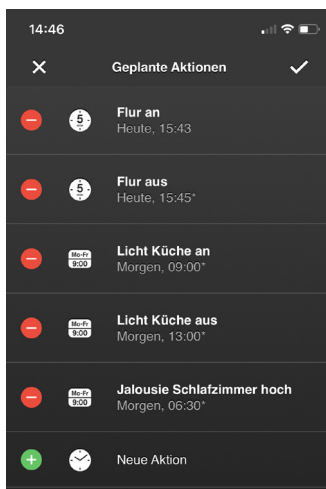 14:46
Geplante Aktionen
5
Flur an
Heute, 15:43
5
Flur aus
Heute, 15:45*
Mo-Fr
9:00
Licht Küche an
Morgen, 09:00*
Mo-Fr
9:00
Licht Küche aus
Morgen, 13:00*
Mo-Fr
9:00
Jalousie Schlafzimmer hoch
Morgen, 06:30*
Neue Aktion